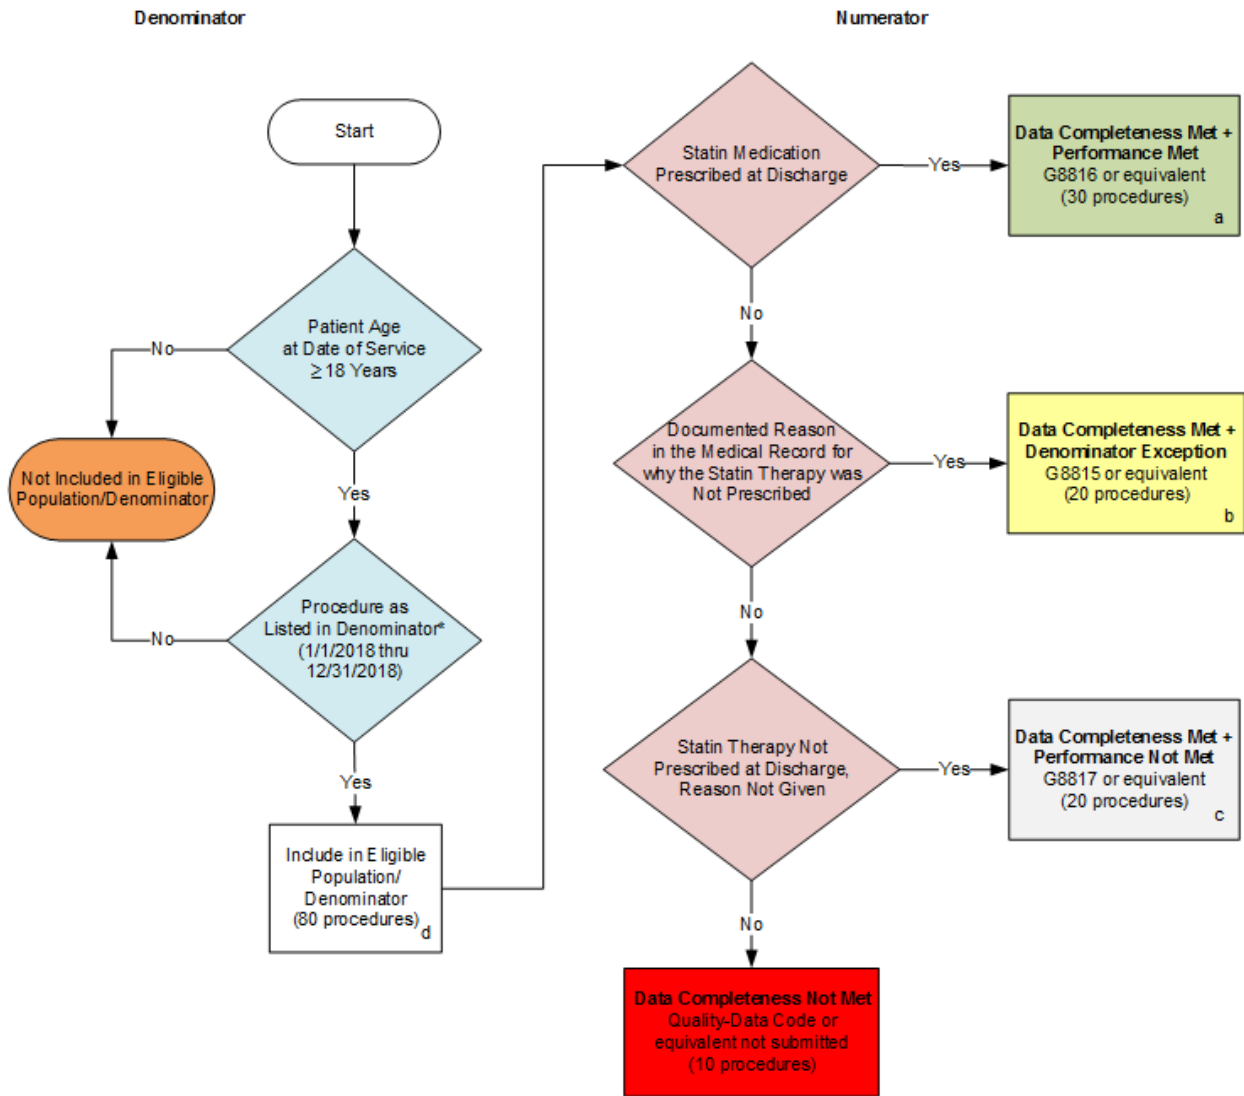 Denominator
Numerator
Start
Patient Age
at Date of Service
≥ 18 Years
No
Not Included in Eligible
Population/Denominator
Yes
Procedure as
Listed in Denominator*
(1/1/2018 thru
12/31/2018)
No
Yes
Include in Eligible
Population/
Denominator
(80 procedures)
d
Statin Medication
Prescribed at Discharge
Yes
Data Completeness Met +
Performance Met
G8816 or equivalent
(30 procedures)
a
No
Documented Reason
in the Medical Record for
why the Statin Therapy was
Not Prescribed
Yes
Data Completeness Met +
Denominator Exception
G8815 or equivalent
(20 procedures)
b
No
Statin Therapy Not
Prescribed at Discharge,
Reason Not Given
Yes
Data Completeness Met +
Performance Not Met
G8817 or equivalent
(20 procedures)
c
No
Data Completeness Not Met
Quality-Data Code or
equivalent not submitted
(10 procedures)